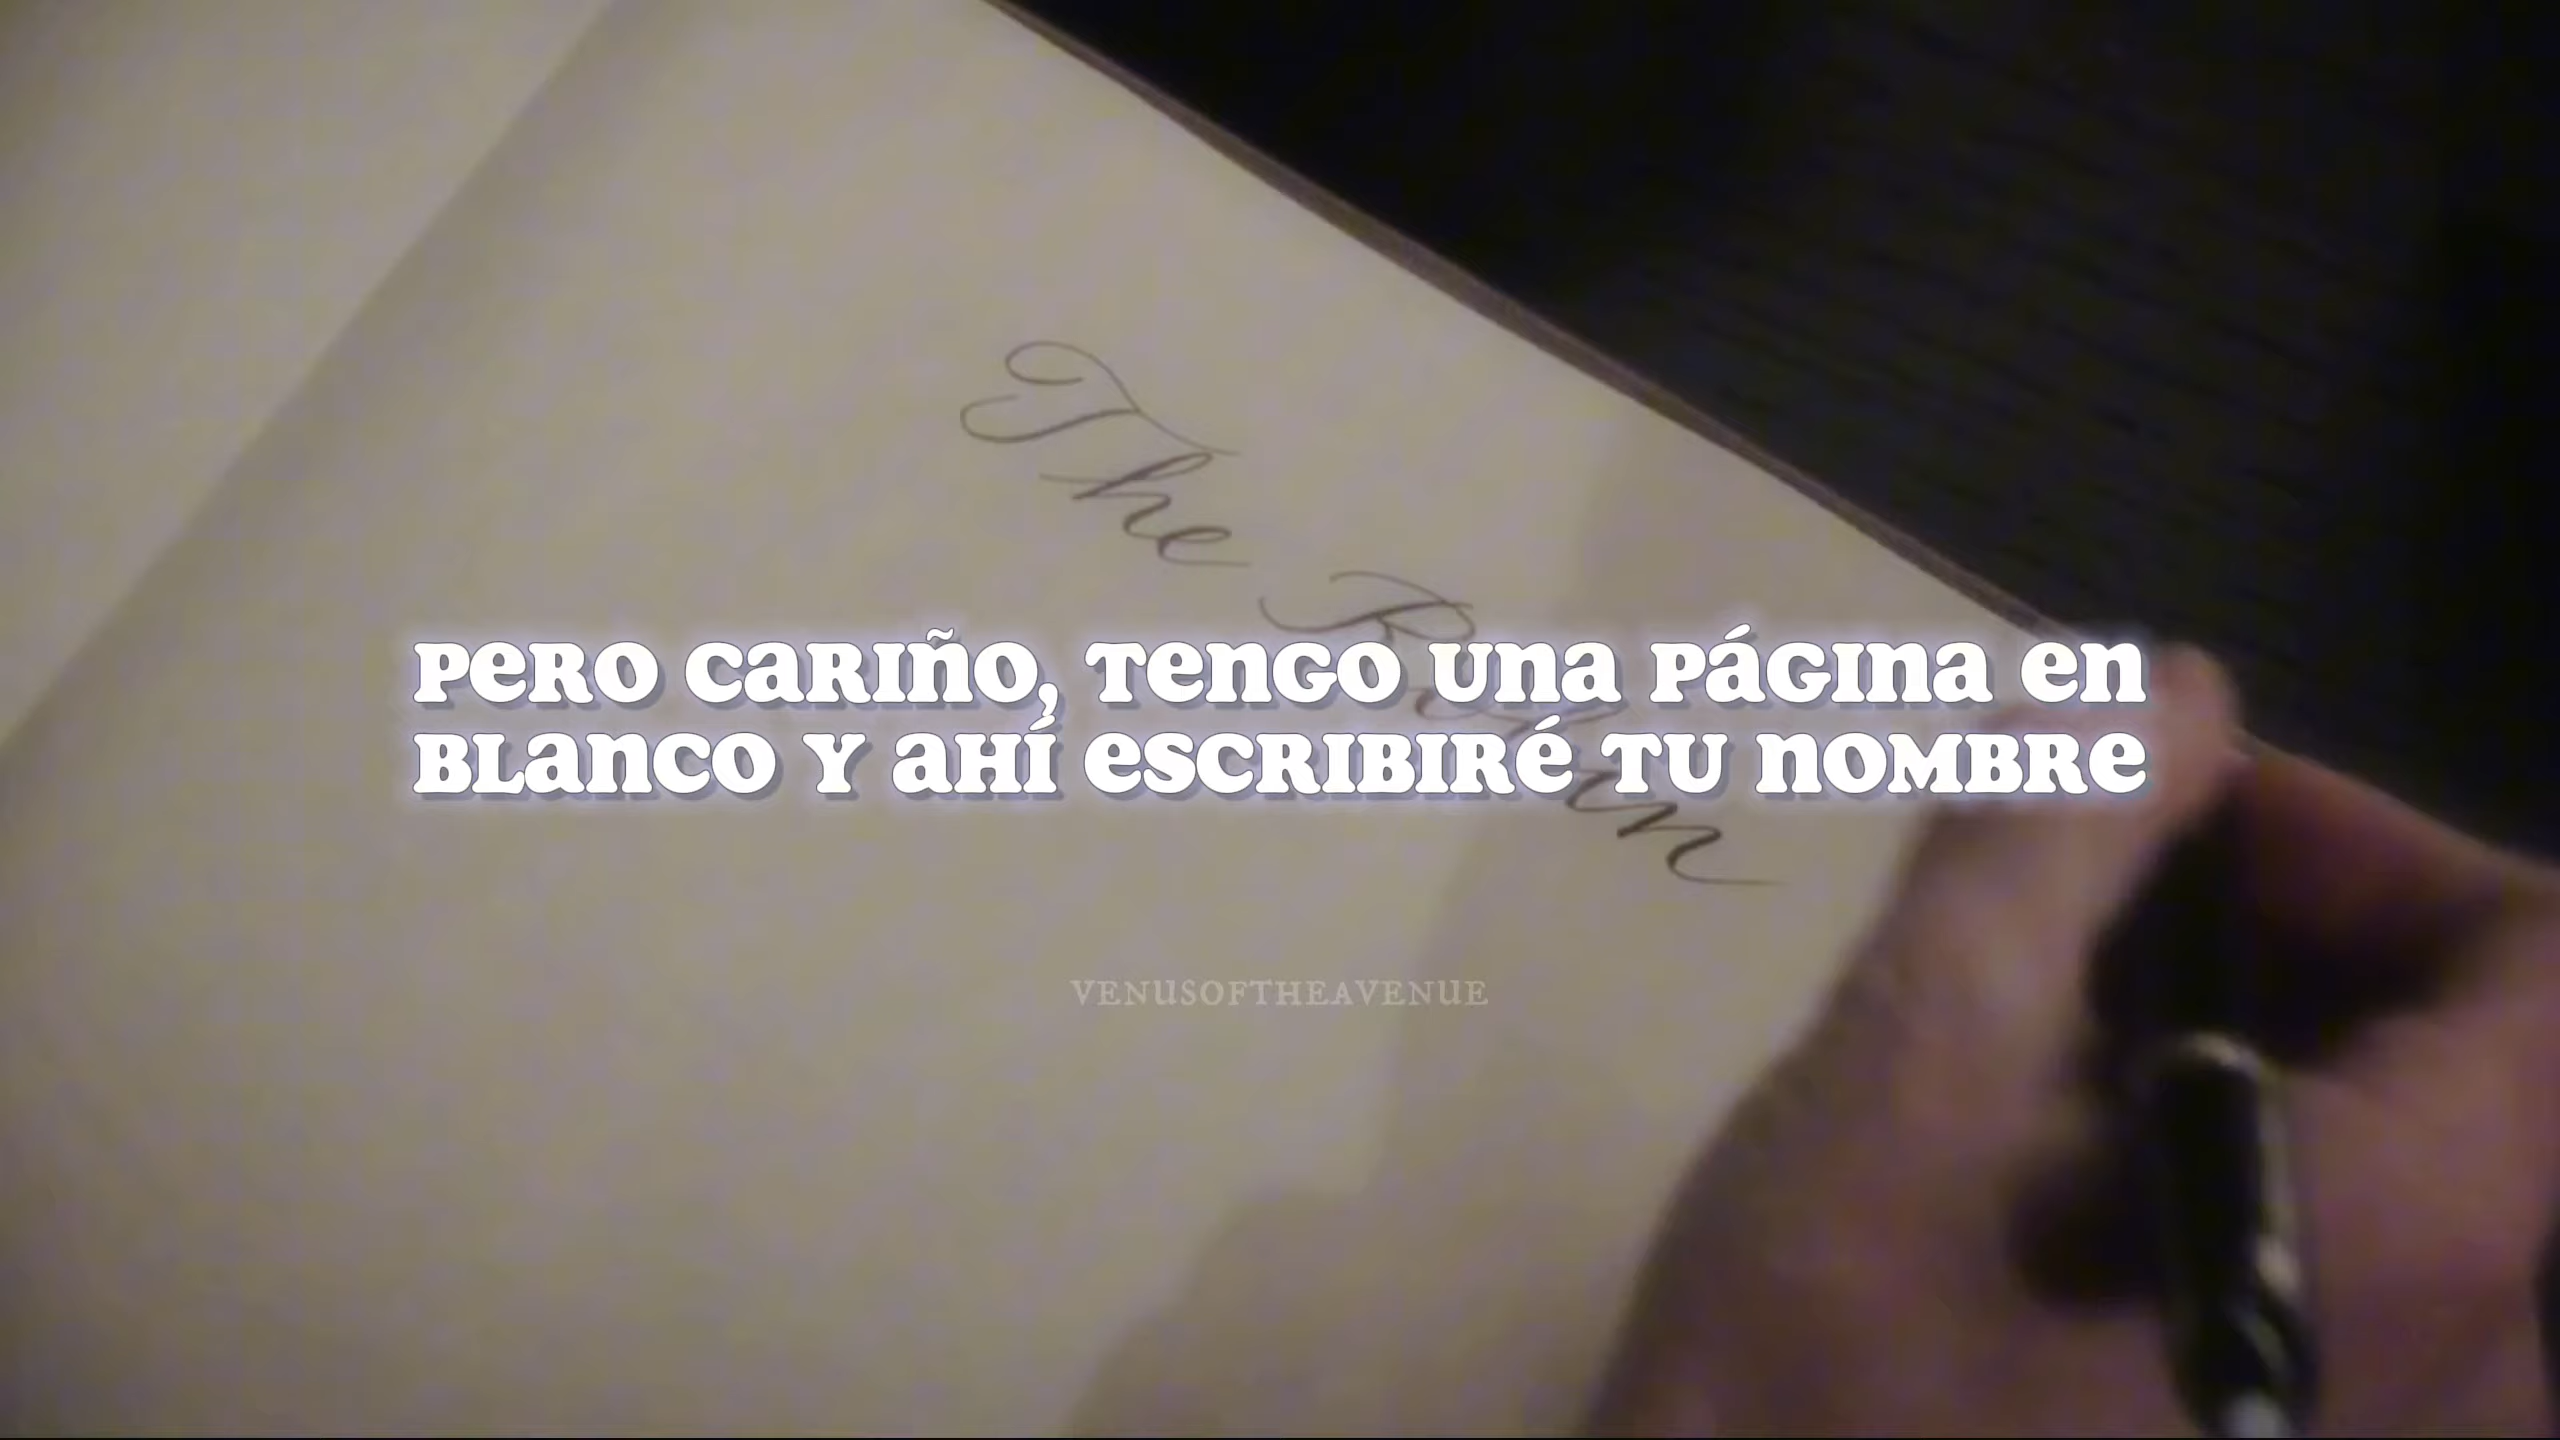 The
PERO CARIÑO, TENGO UNA PÁGINA EN
BLANCO Y AHÍ ESCRIBIRÉ TU NOMBRE
VENUSOFTHEAVENUE